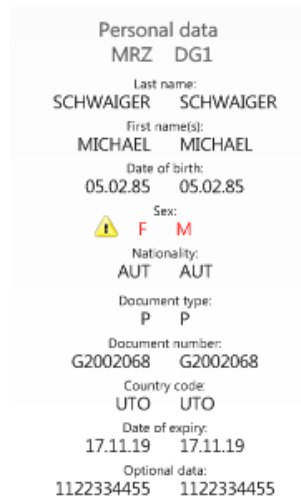 Personal data
MRZ DG1
Last name:
SCHWAIGER SCHWAIGER
First name(s):
MICHAEL MICHAEL
Date of birth:
05.02.85 05.02.85
Sex:
F M
Nationality:
AUT AUT
Document type:
P P
Document number:
G2002068 G2002068
Country code:
UTO UTO
Date of expiry:
17.11.19 17.11.19
Optional data:
1122334455 1122334455